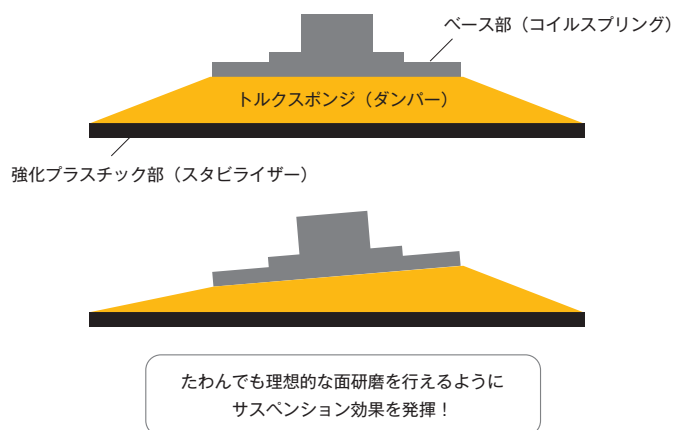 ベース部（コイルスプリング）
トルクスポンジ（ダンパー）
強化プラスチック部（スタビライザー）
たわんでも理想的な面研磨を行えるように
サスペンション効果を発揮！